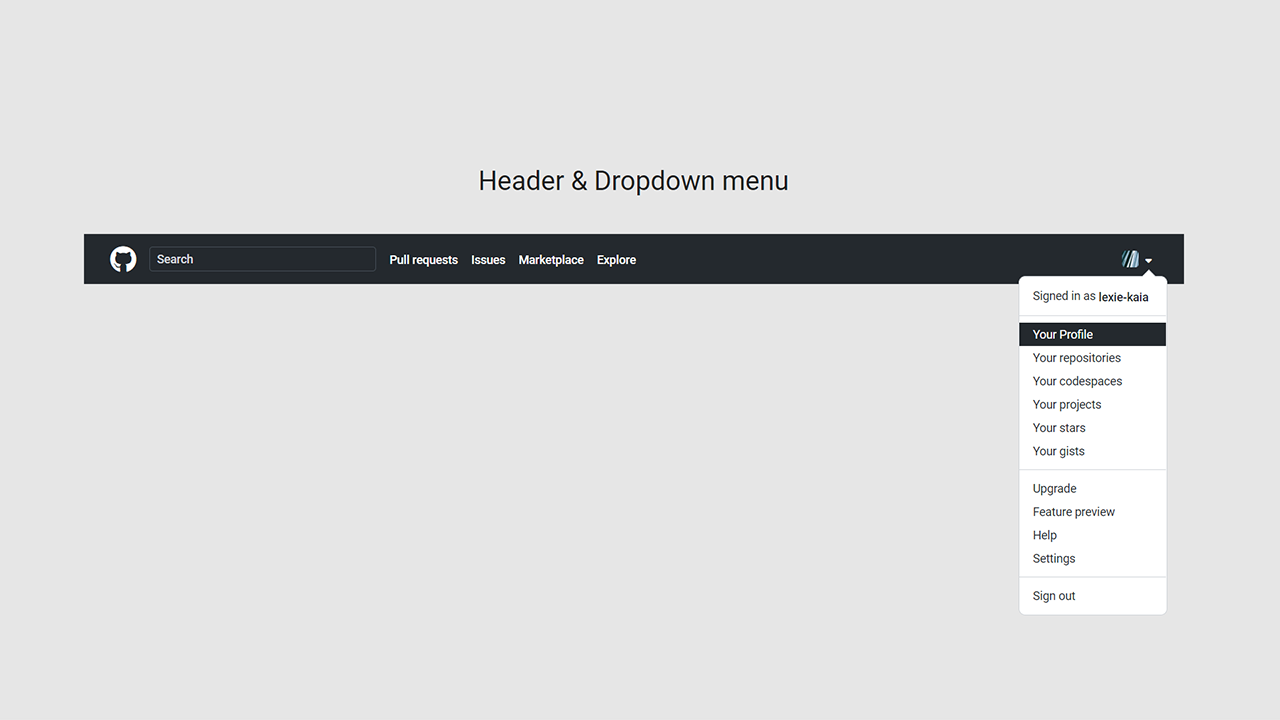 Header & Dropdown menu
Search Pull requests Issues Marketplace Explore
Signed in as lexie-kaia
Your Profile
Your repositories
Your codespaces
Your projects
Your stars
Your gists
Upgrade
Feature preview
Help
Settings
Sign out